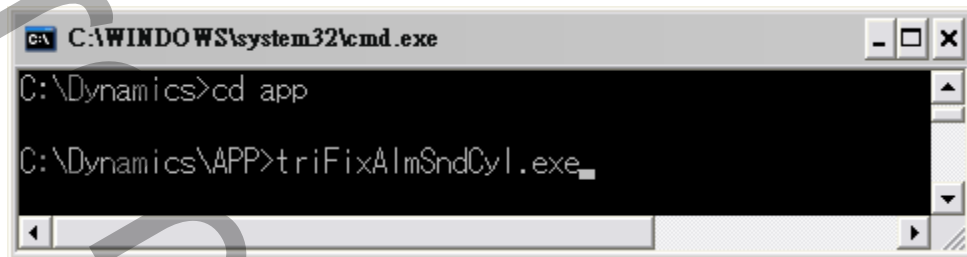 C:\WINDOWS\system32\cmd.exe
C:\Dynamics>cd app
C:\Dynamics\APP>triFixAlmSndCyl.exe